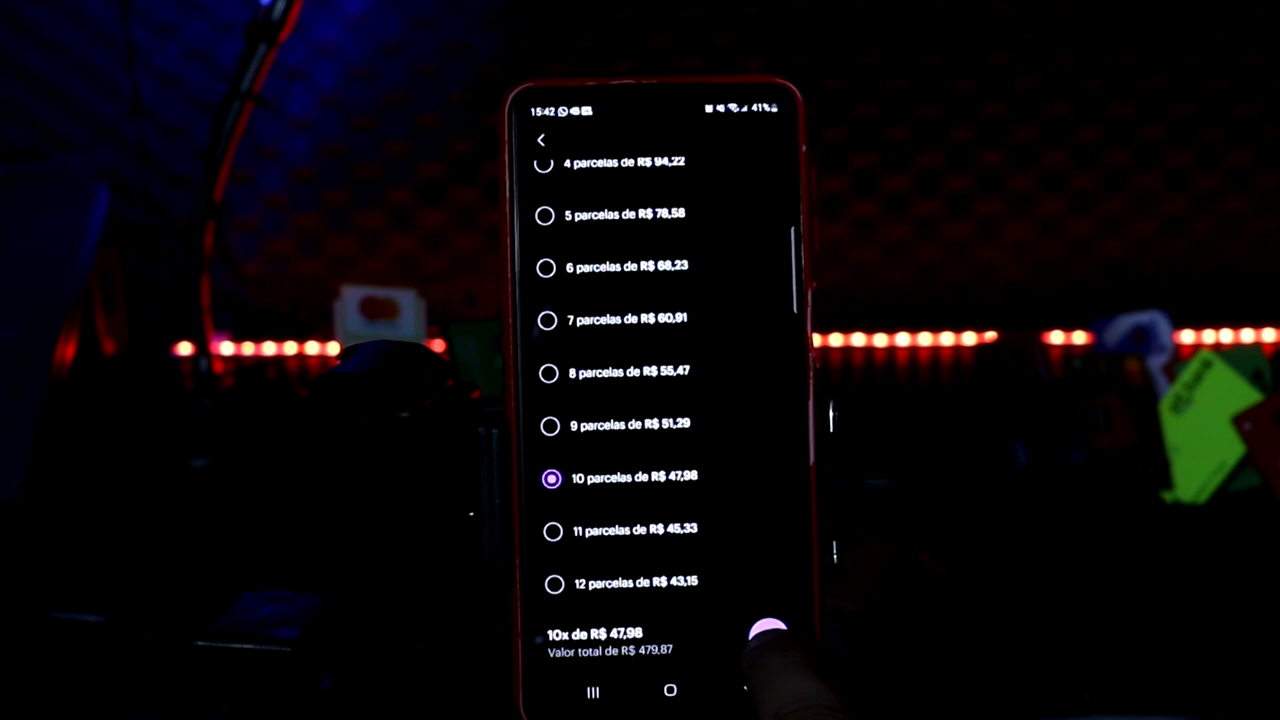 15:42
41%
4 parcelas de R$ 94,22
5 parcelas de R$ 78,58
6 parcelas de R$ 68,23
7 parcelas de R$ 60,91
8 parcelas de R$ 55,47
9 parcelas de R$ 51,29
10 parcelas de R$ 47,98
11 parcelas de R$ 45,33
12 parcelas de R$ 43,15
10x de R$ 47,98
Valor total de R$ 479,87